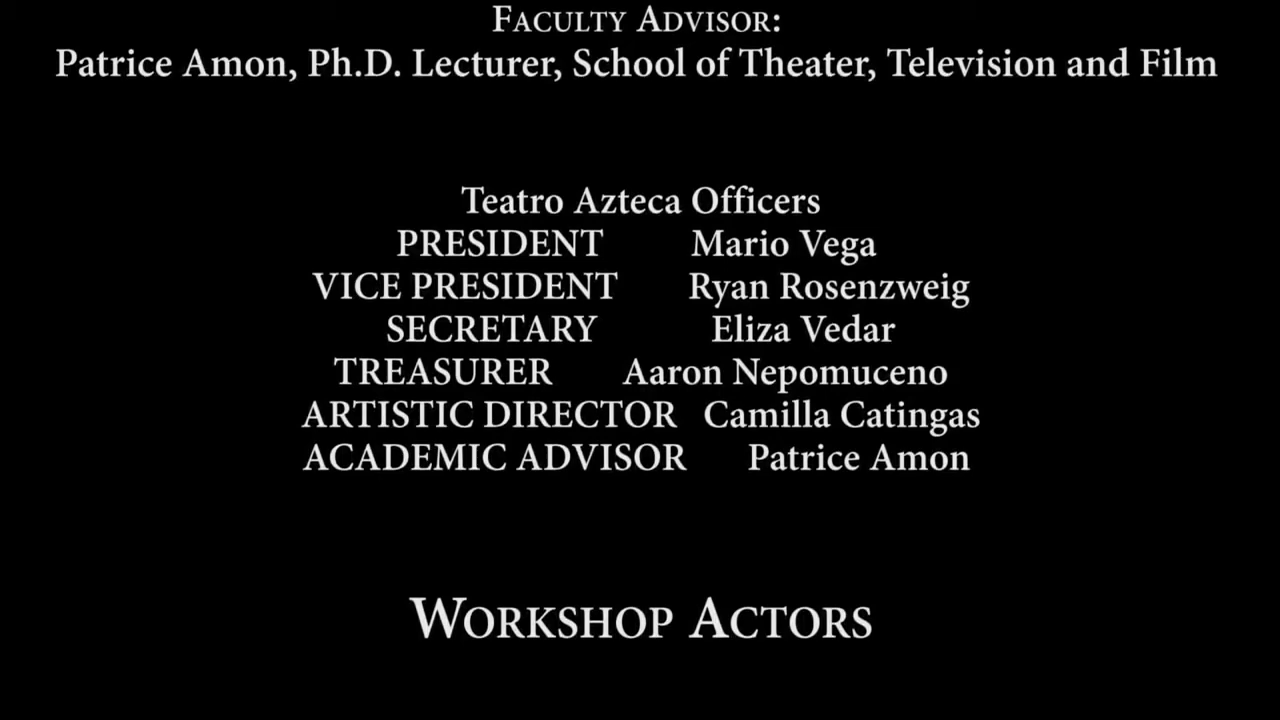 FACULTY ADVISOR:
Patrice Amon, Ph.D. Lecturer, School of Theater, Television and Film
Teatro Azteca Officers
PRESIDENT Mario Vega
VICE PRESIDENT Ryan Rosenzweig
SECRETARY Eliza Vedar
TREASURER Aaron Nepomuceno
ARTISTIC DIRECTOR Camilla Catingas
ACADEMIC ADVISOR Patrice Amon
WORKSHOP ACTORS